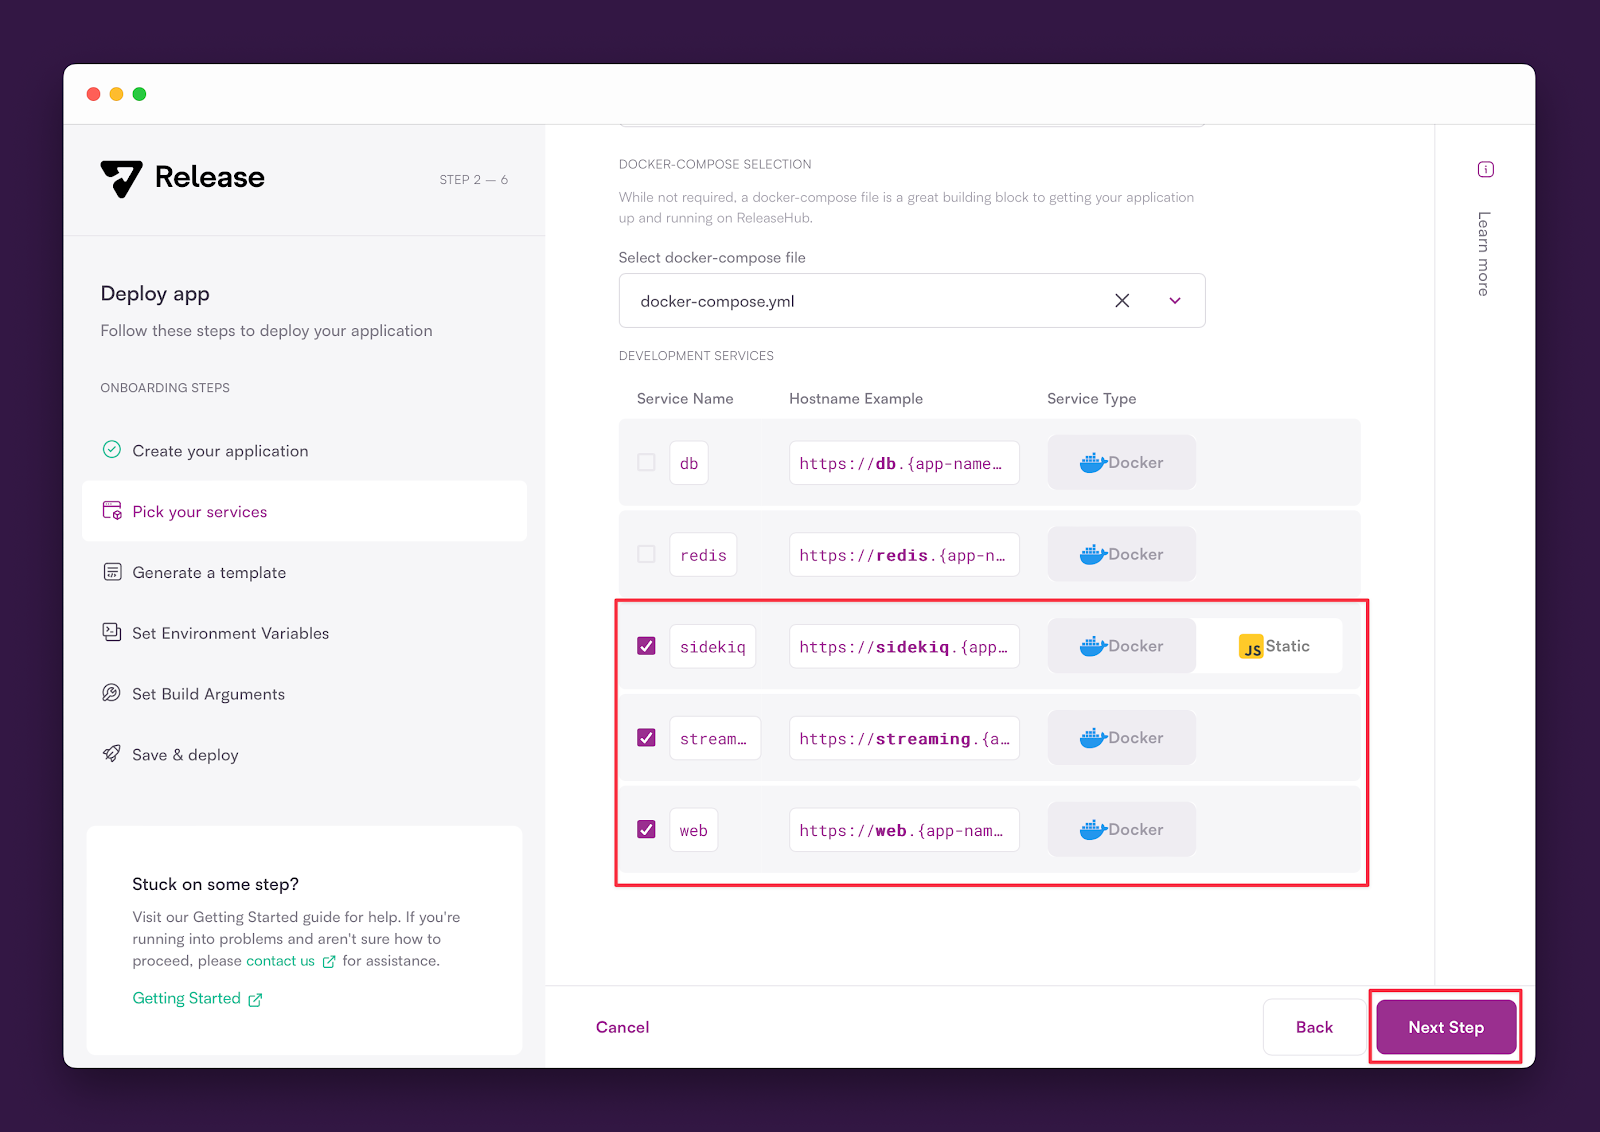 Release
STEP 2 — 6
Deploy app
Follow these steps to deploy your application
ONBOARDING STEPS
Create your application
Pick your services
Generate a template
Set Environment Variables
Set Build Arguments
Save & deploy
Stuck on some step?
Visit our Getting Started guide for help. If you're
running into problems and aren't sure how to
proceed, please contact us for assistance.
Getting Started
DOCKER-COMPOSE SELECTION
While not required, a docker-compose file is a great building block to getting your application
up and running on ReleaseHub.
Select docker-compose file
docker-compose.yml
DEVELOPMENT SERVICES
Service Name Hostname Example Service Type
db https://db.{app-name... Docker
redis https://redis.{app-n... Docker
sidekiq https://sidekiq.{app... Docker JS Static
stream... https://streaming.{a... Docker
web https://web.{app-nam... Docker
Cancel Back Next Step
Learn more